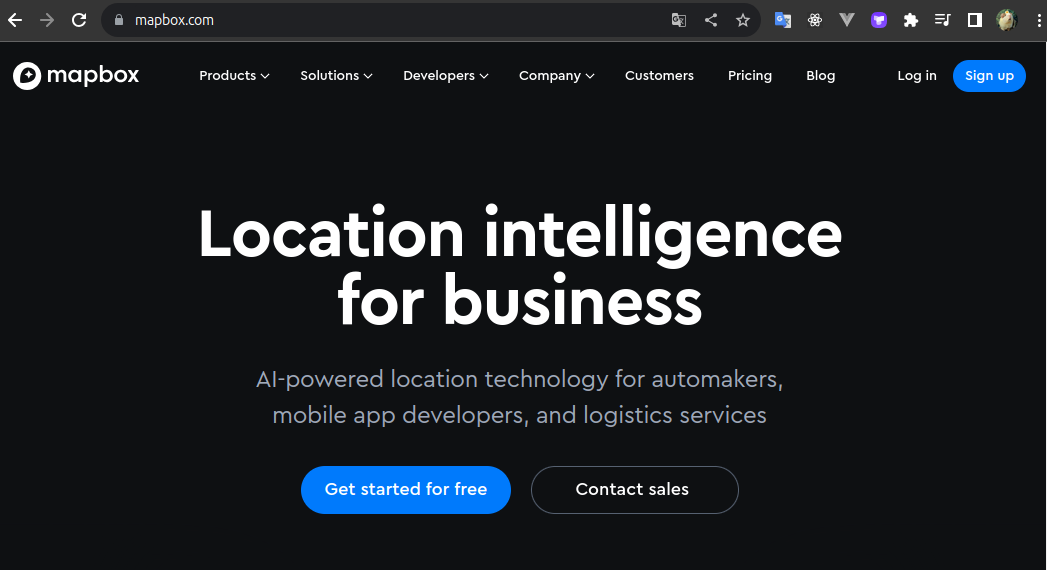 mapbox.com
mapbox
Products
Solutions
Developers
Company
Customers
Pricing
Blog
Log in
Sign up
Location intelligence
for business
AI-powered location technology for automakers,
mobile app developers, and logistics services
Get started for free
Contact sales